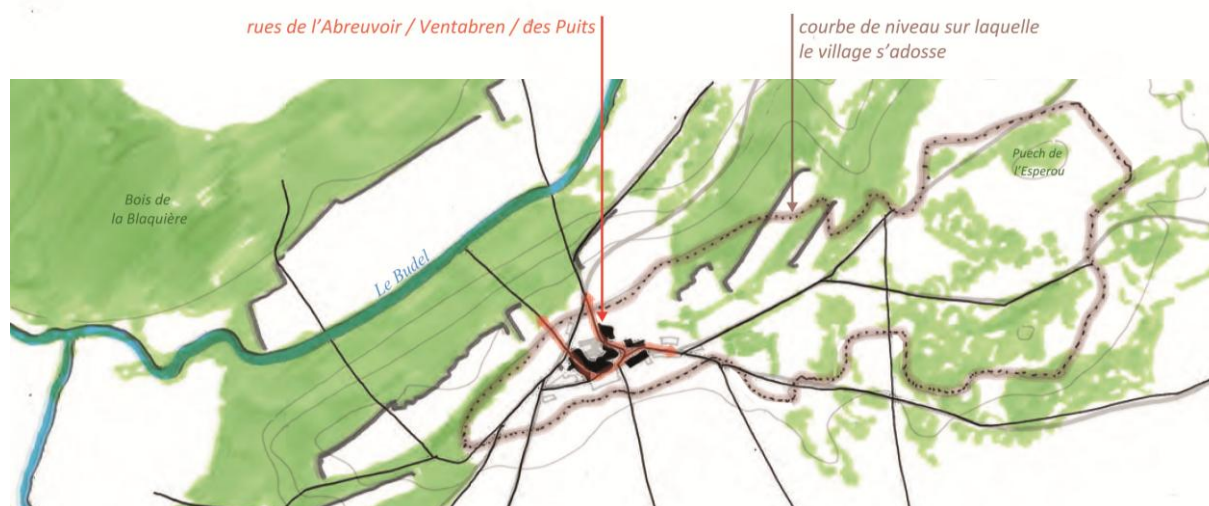 rues de l’Abreuvoir / Ventabren / des Puits
courbe de niveau sur laquelle
le village s’adosse
Puech de
l’Esperou
Bois de
la Blaquière
Le Budel